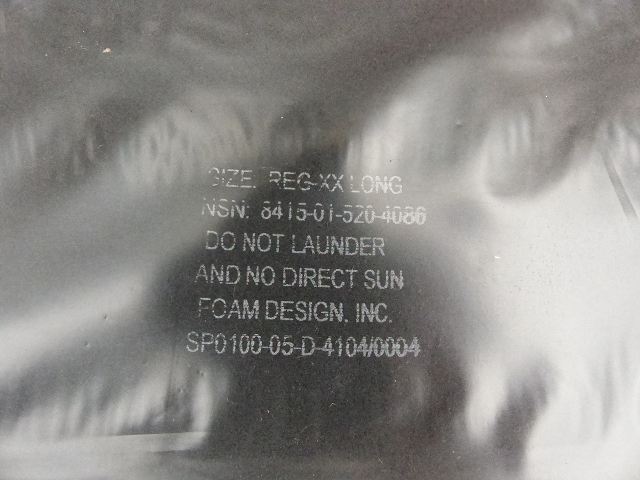 SIZE: REG-XX LONG
NSN: 8415-01-520-4086
DO NOT LAUNDER
AND NO DIRECT SUN
FOAM DESIGN, INC.
SP0100-05-D-4104/0004